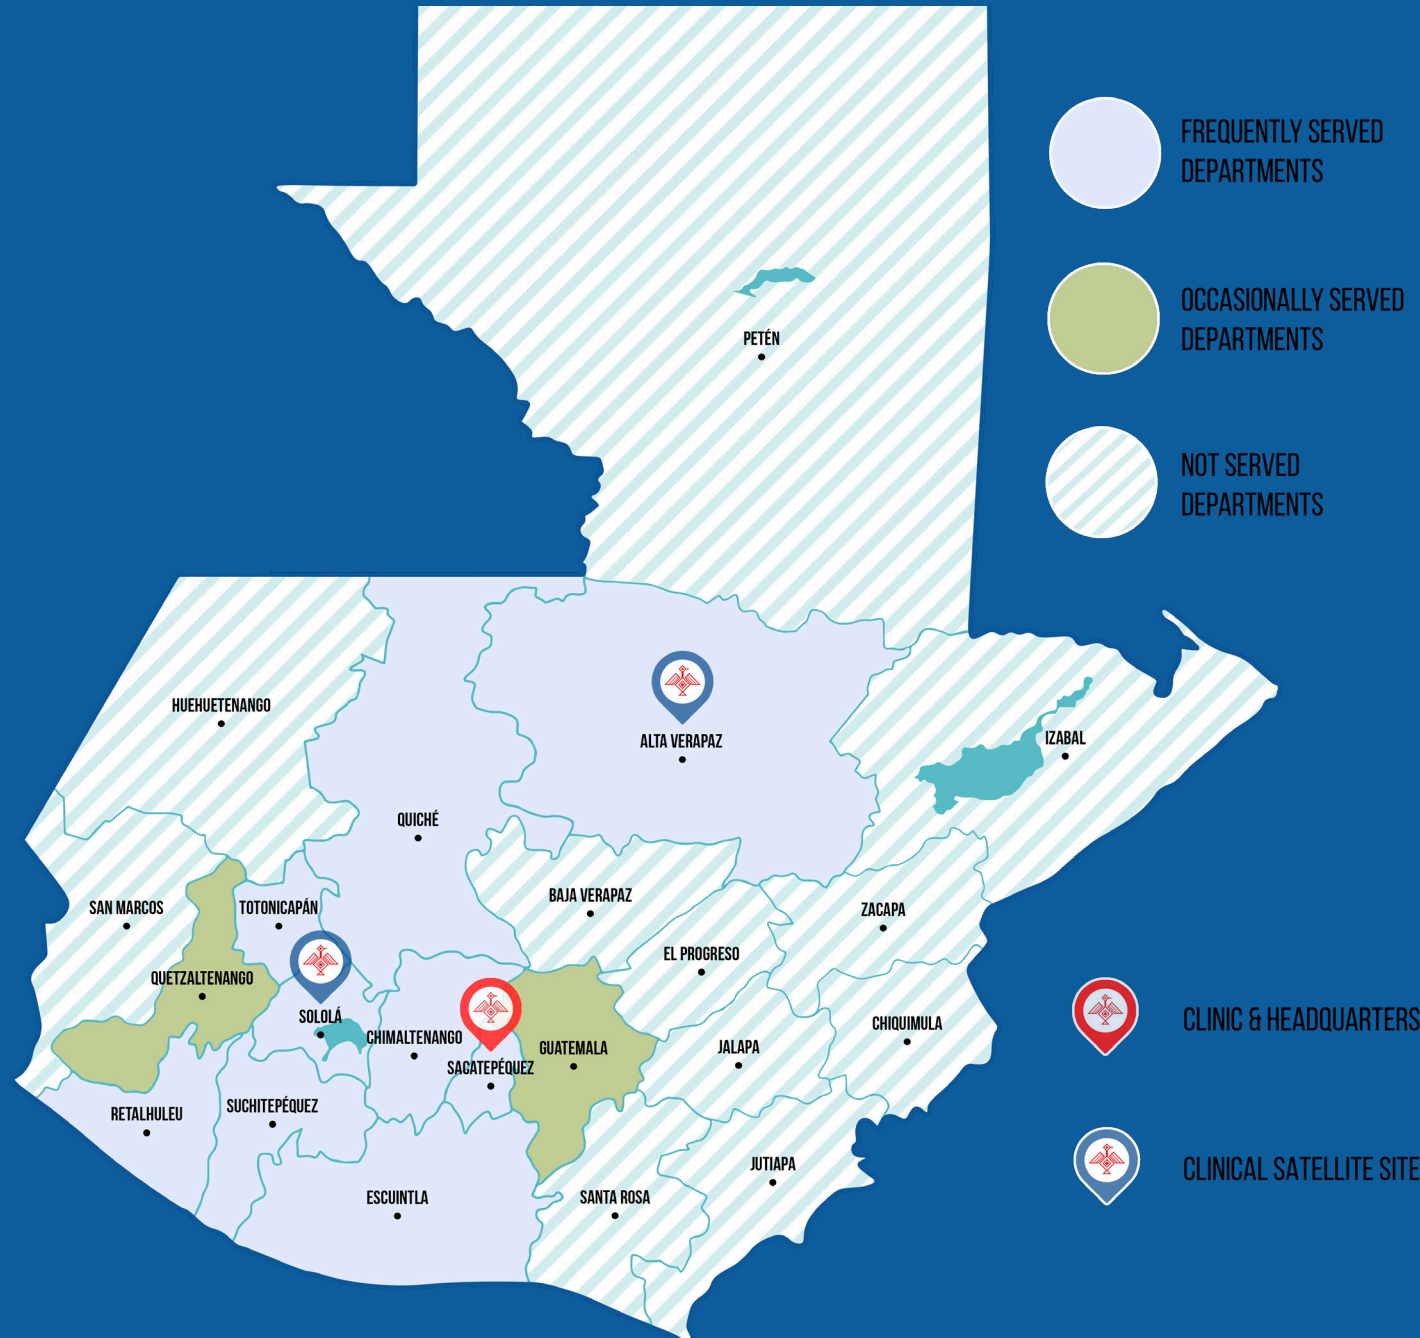 FREQUENTLY SERVED
DEPARTMENTS
OCCASIONALLY SERVED
DEPARTMENTS
PETÉN
NOT SERVED
DEPARTMENTS
HUEHUETENANGO
ALTA VERAPAZ
IZABAL
QUICHÉ
BAJA VERAPAZ
SAN MARCOS
TOTONICAPÁN
ZACAPA
EL PROGRESO
QUETZALTENANGO
SOLOLÁ
CHIMALTENANGO
CHIQUIMULA
CLINIC & HEADQUARTERS
GUATEMALA
JALAPA
SACATEPÉQUEZ
SUCHITEPÉQUEZ
RETALHULEU
JUTIAPA
CLINICAL SATELLITE SITE
ESCUINTLA
SANTA ROSA